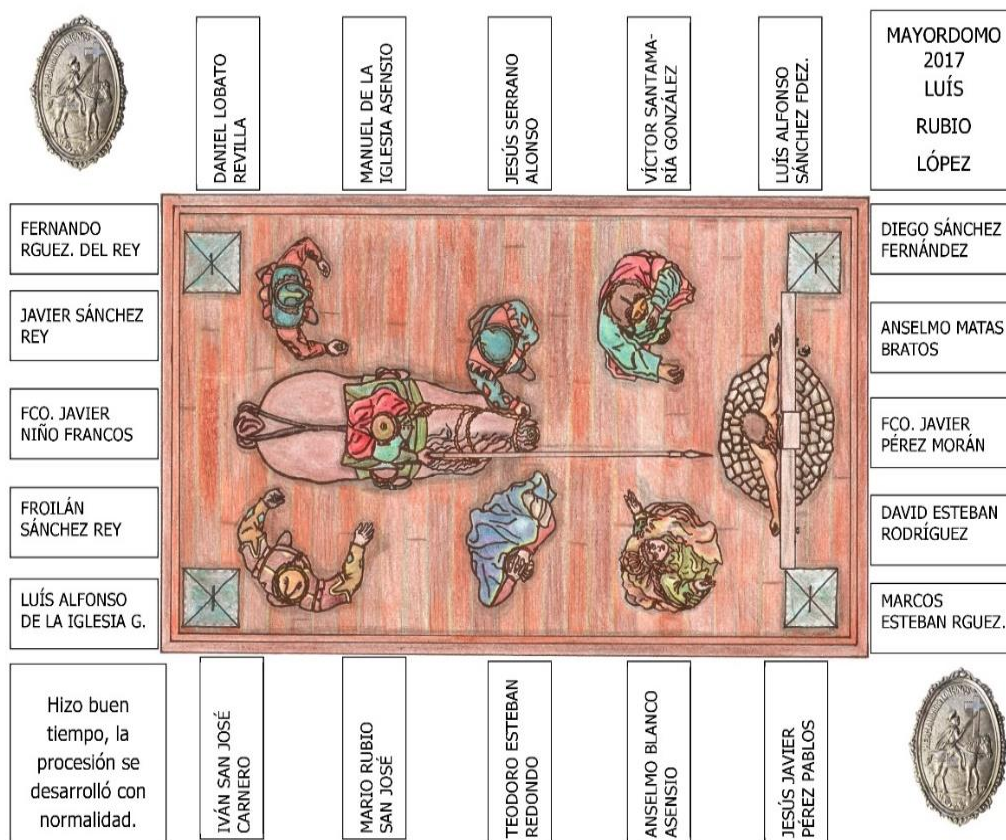 DANIEL LOBATO
REVILLA
MANUEL DE LA
IGLESIA ASENSIO
JESÚS SERRANO
ALONSO
VÍCTOR SANTAMA-
RÍA GONZÁLEZ
LUÍS ALFONSO
SÁNCHEZ FDEZ.
MAYORDOMO
2017
LUÍS
RUBIO
LÓPEZ
FERNANDO
RGUEZ. DEL REY
JAVIER SÁNCHEZ
REY
FCO. JAVIER
NIÑO FRANCOS
FROILÁN
SÁNCHEZ REY
LUÍS ALFONSO
DE LA IGLESIA G.
DIEGO SÁNCHEZ
FERNÁNDEZ
ANSELMO MATAS
BRATOS
FCO. JAVIER
PÉREZ MORÁN
DAVID ESTEBAN
RODRÍGUEZ
MARCOS
ESTEBAN RGUEZ.
Hizo buen
tiempo, la
procesión se
desarrolló con
normalidad.
IVÁN SAN JOSÉ
CARNERO
MARIO RUBIO
SAN JOSÉ
TEODORO ESTEBAN
REDONDO
ANSELMO BLANCO
ASENSIO
JESÚS JAVIER
PÉREZ PABLOS